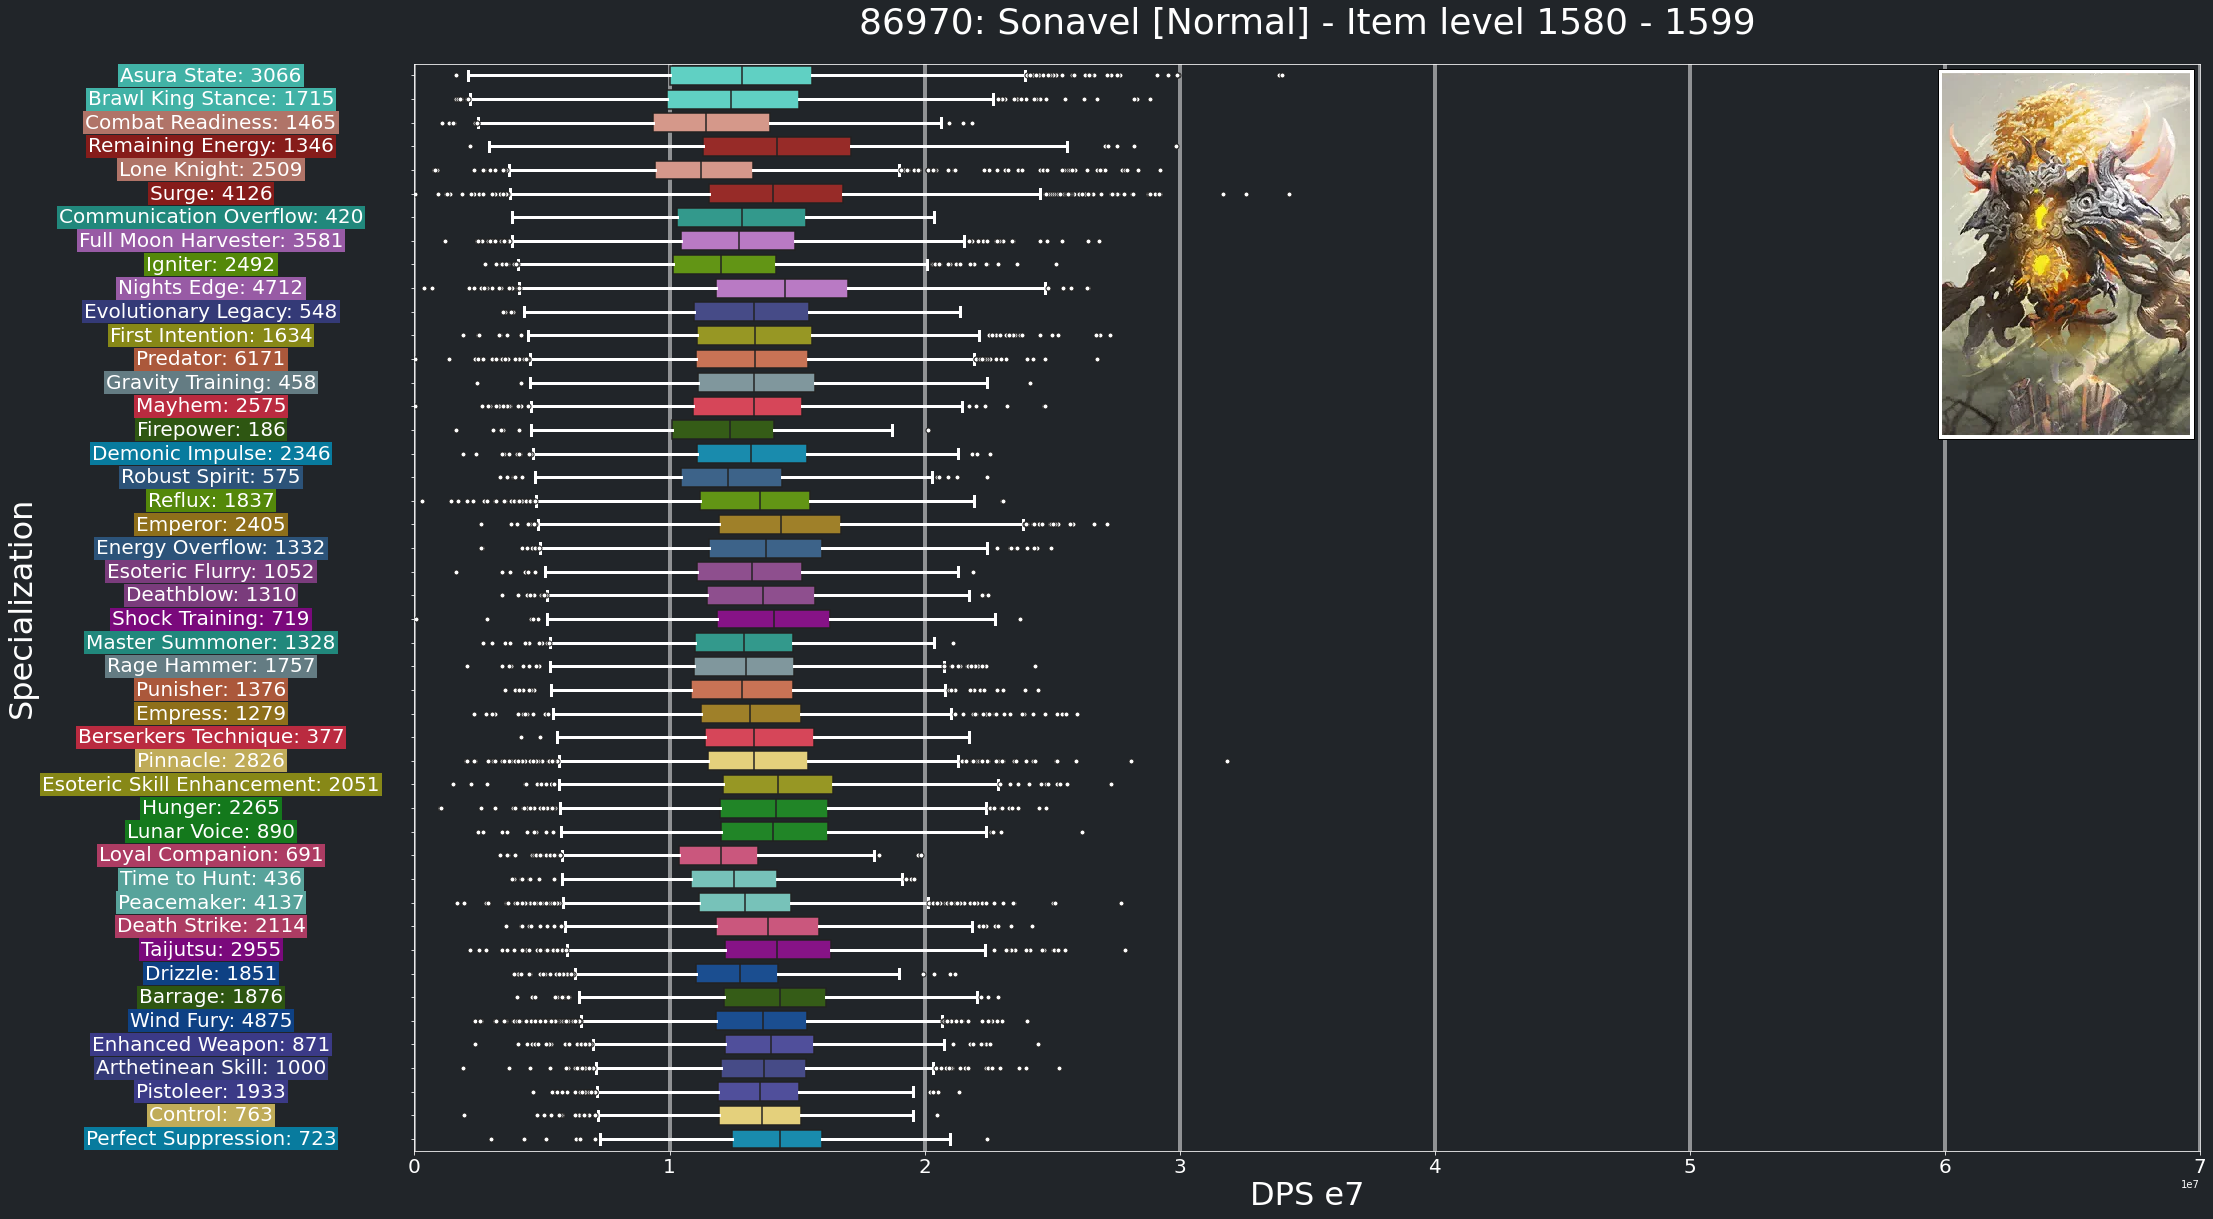 86970: Sonavel [Normal] - Item level 1580 - 1599
Asura State: 3066
Brawl King Stance: 1715
Combat Readiness: 1465
Remaining Energy: 1346
Lone Knight: 2509
Surge: 4126
Communication Overflow: 420
Full Moon Harvester: 3581
Igniter: 2492
Nights Edge: 4712
Evolutionary Legacy: 548
First Intention: 1634
Predator: 6171
Gravity Training: 458
Mayhem: 2575
Firepower: 186
Demonic Impulse: 2346
Robust Spirit: 575
Reflux: 1837
Emperor: 2405
Energy Overflow: 1332
Esoteric Flurry: 1052
Deathblow: 1310
Shock Training: 719
Master Summoner: 1328
Rage Hammer: 1757
Punisher: 1376
Empress: 1279
Berserkers Technique: 377
Pinnacle: 2826
Esoteric Skill Enhancement: 2051
Hunger: 2265
Lunar Voice: 890
Loyal Companion: 691
Time to Hunt: 436
Peacemaker: 4137
Death Strike: 2114
Taijutsu: 2955
Drizzle: 1851
Barrage: 1876
Wind Fury: 4875
Enhanced Weapon: 871
Arthetinean Skill: 1000
Pistoleer: 1933
Control: 763
Perfect Suppression: 723
Specialization
0 1 2 3 4 5 6 7
1e7
DPS e7